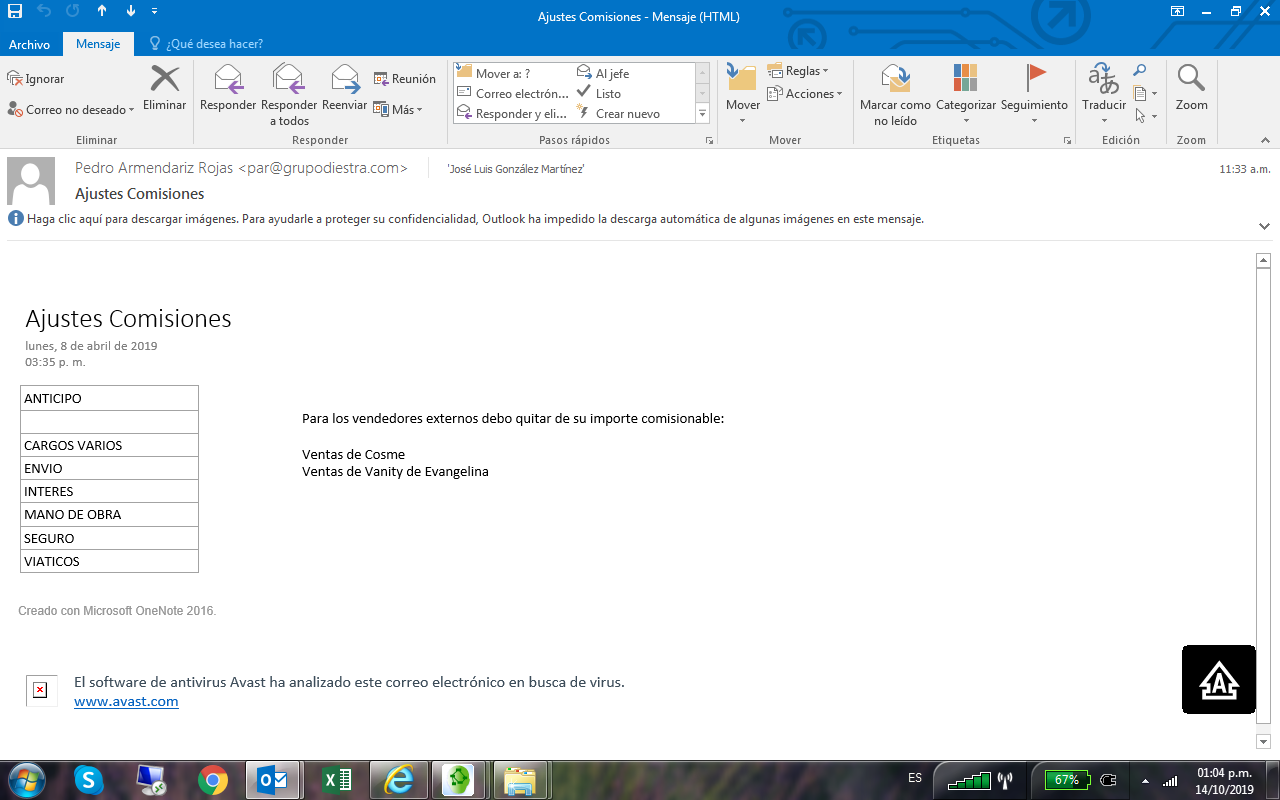 Ajustes Comisiones - Mensaje (HTML)
Archivo
Mensaje
¿Qué desea hacer?
Ignorar
Correo no deseado
Eliminar
Eliminar
Responder
Responder a todos
Reenviar
Reunión
Más
Responder
Mover a: ?
Correo electrón...
Responder y eli...
Al jefe
Listo
Crear nuevo
Pasos rápidos
Mover
Reglas
Acciones
Mover
Marcar como no leído
Categorizar
Seguimiento
Etiquetas
Traducir
Edición
Zoom
Zoom
Pedro Armendariz Rojas <par@grupodiestra.com>
'José Luis González Martínez'
11:33 a.m.
Ajustes Comisiones
Haga clic aquí para descargar imágenes. Para ayudarle a proteger su confidencialidad, Outlook ha impedido la descarga automática de algunas imágenes en este mensaje.
Ajustes Comisiones
lunes, 8 de abril de 2019
03:35 p. m.
ANTICIPO
CARGOS VARIOS
ENVIO
INTERES
MANO DE OBRA
SEGURO
VIATICOS
Para los vendedores externos debo quitar de su importe comisionable:
Ventas de Cosme
Ventas de Vanity de Evangelina
Creado con Microsoft OneNote 2016.
El software de antivirus Avast ha analizado este correo electrónico en busca de virus.
www.avast.com
A
ES
67%
01:04 p.m.
14/10/2019